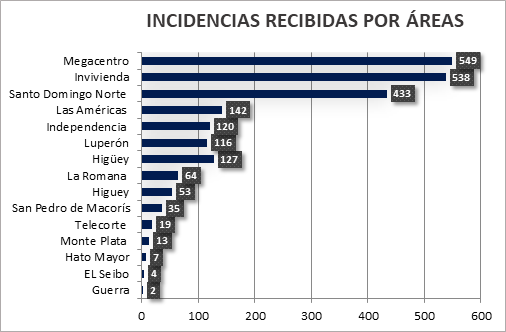 INCIDENCIAS RECIBIDAS POR ÁREAS
Megacentro 549
Invivienda 538
Santo Domingo Norte 433
Las Américas 142
Independencia 120
Luperón 116
Higüey 127
La Romana 64
Higuey 53
San Pedro de Macorís 35
Telecorte 19
Monte Plata 13
Hato Mayor 7
EL Seibo 4
Guerra 2
0 100 200 300 400 500 600